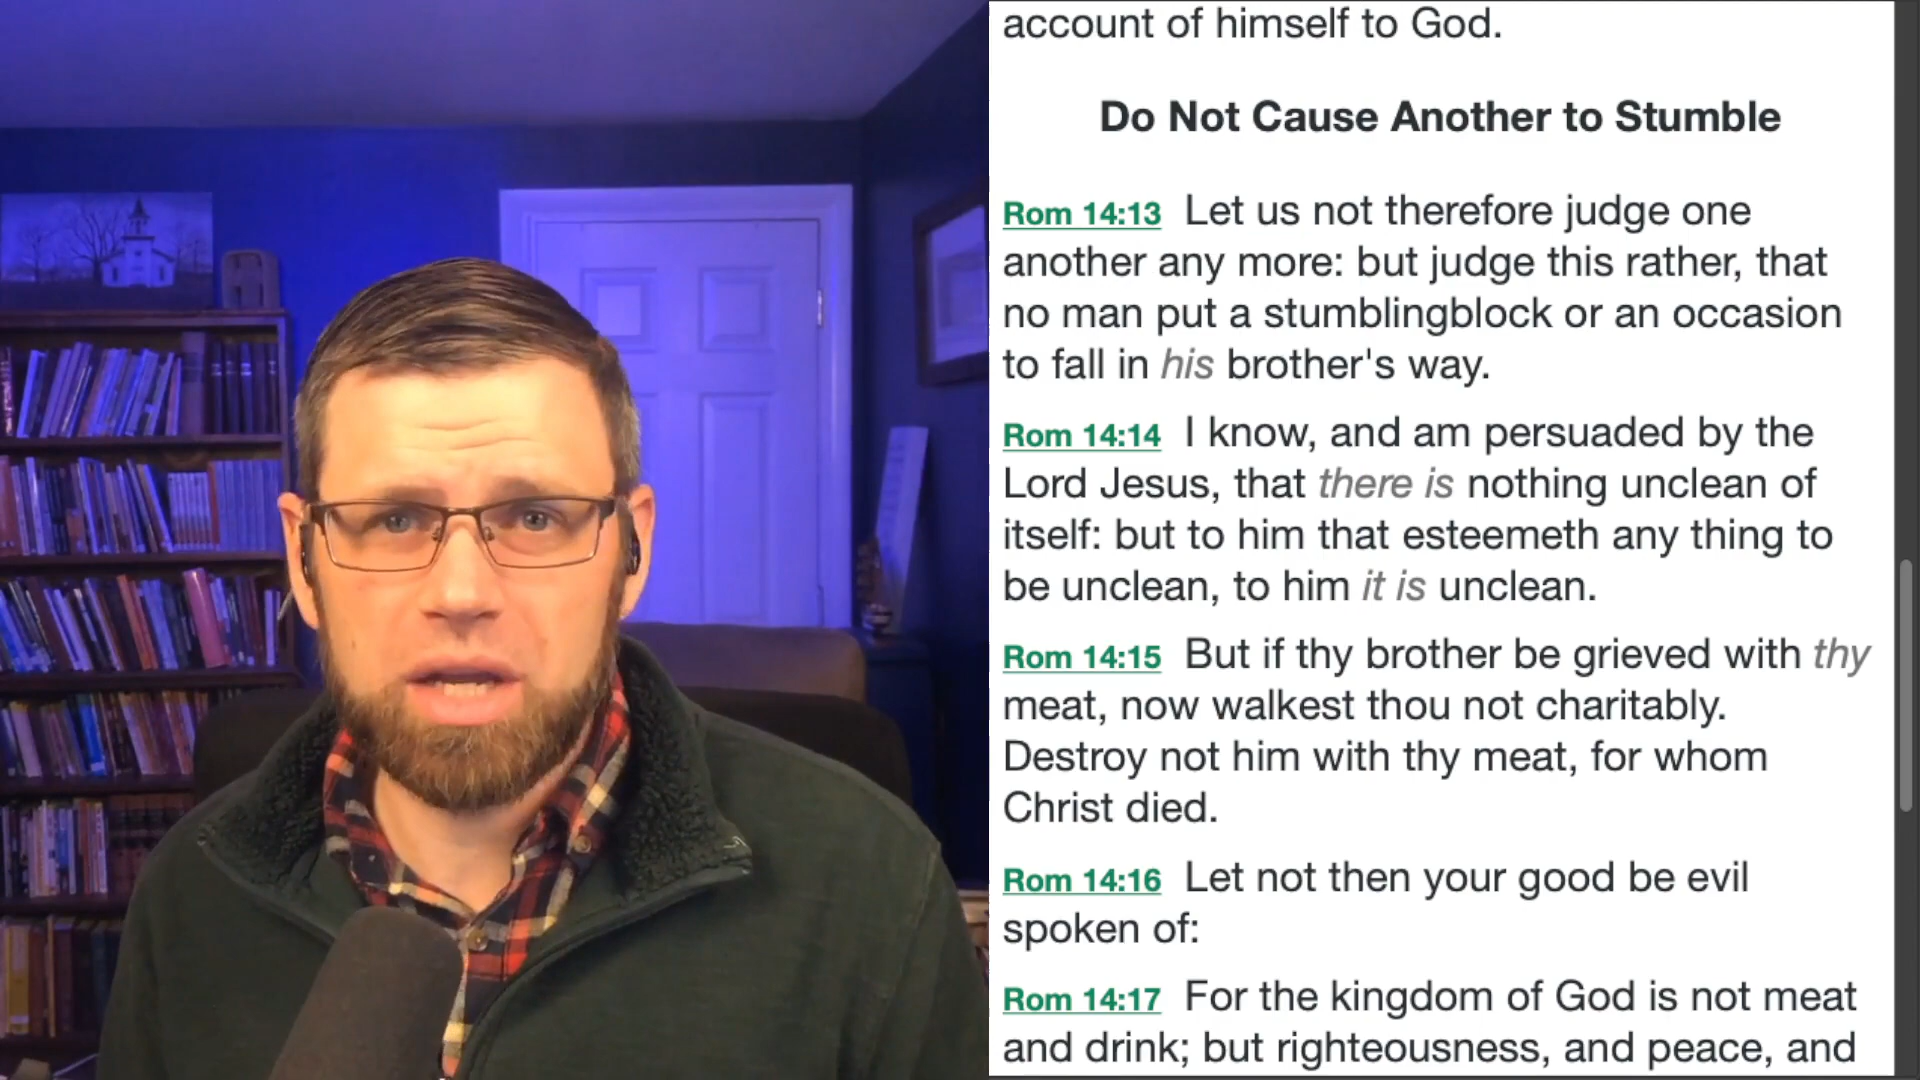 account of himself to God.
Do Not Cause Another to Stumble
Rom 14:13 Let us not therefore judge one
another any more: but judge this rather, that
no man put a stumblingblock or an occasion
to fall in his brother's way.
Rom 14:14 I know, and am persuaded by the
Lord Jesus, that there is nothing unclean of
itself: but to him that esteemeth any thing to
be unclean, to him it is unclean.
Rom 14:15 But if thy brother be grieved with thy
meat, now walkest thou not charitably.
Destroy not him with thy meat, for whom
Christ died.
Rom 14:16 Let not then your good be evil
spoken of:
Rom 14:17 For the kingdom of God is not meat
and drink; but righteousness, and peace, and